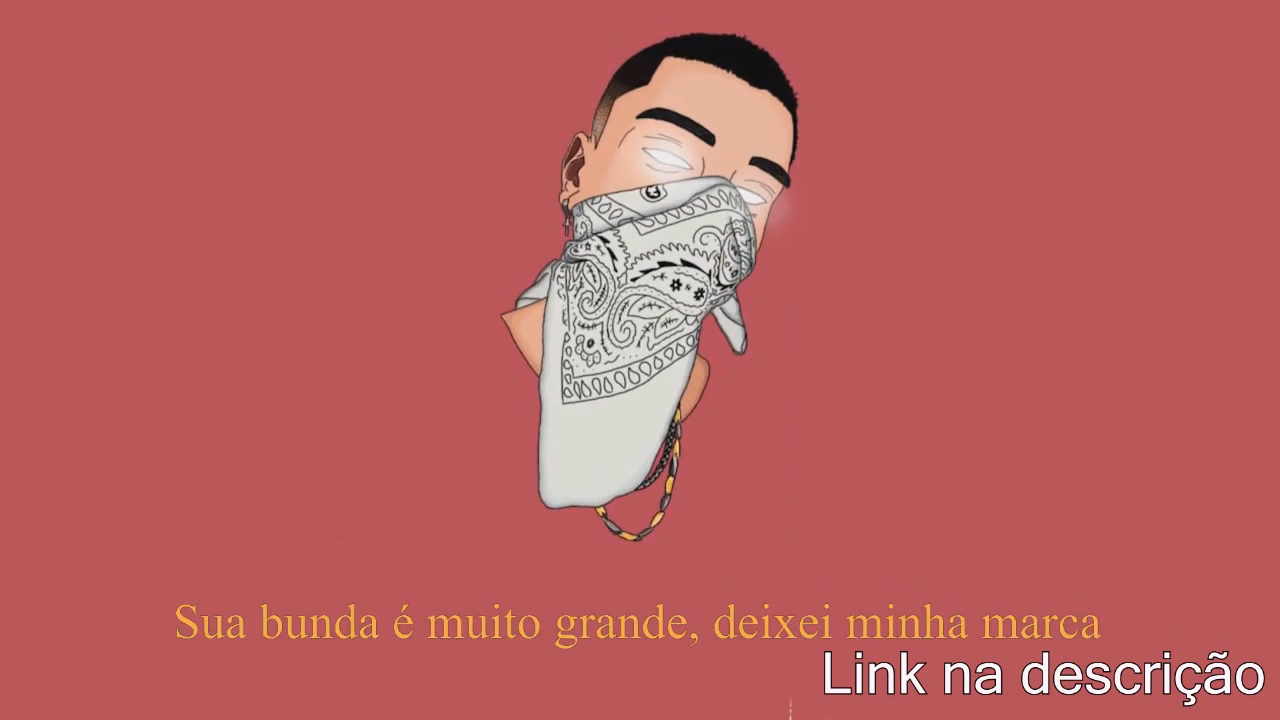 Sua bunda é muito grande, deixei minha marca
Link na descrição